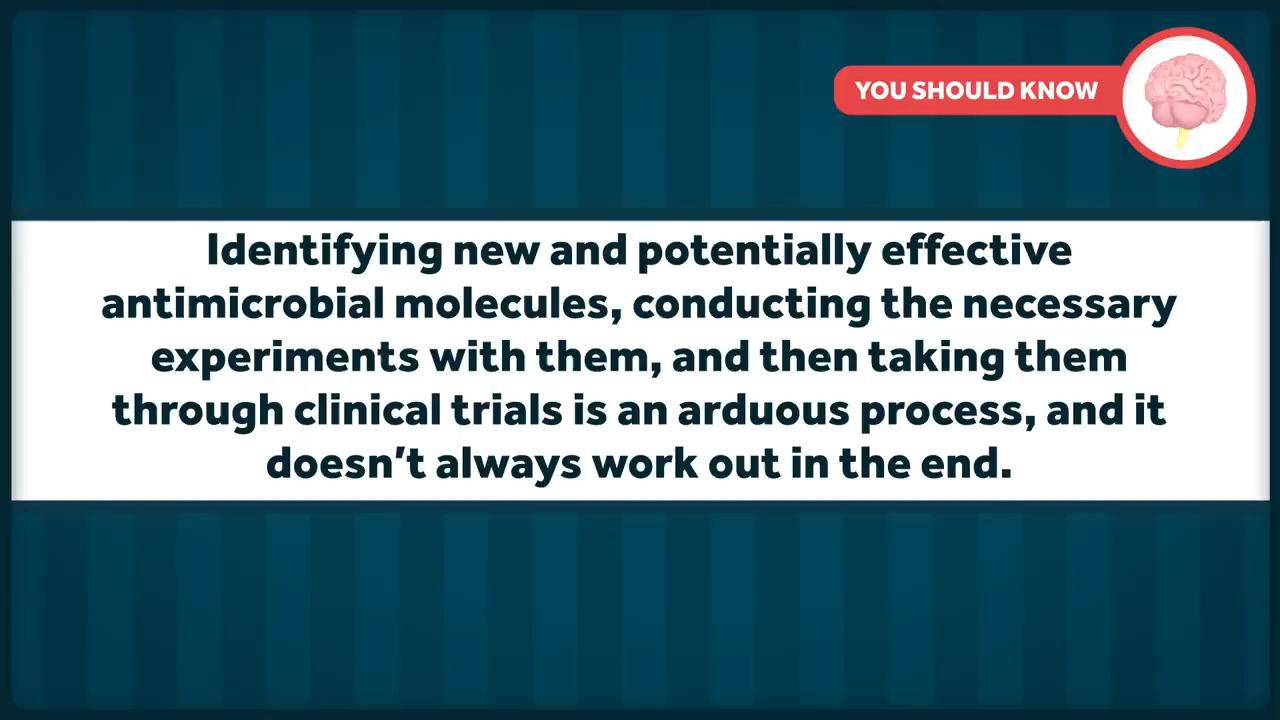 YOU SHOULD KNOW
Identifying new and potentially effective
antimicrobial molecules, conducting the necessary
experiments with them, and then taking them
through clinical trials is an arduous process, and it
doesn't always work out in the end.